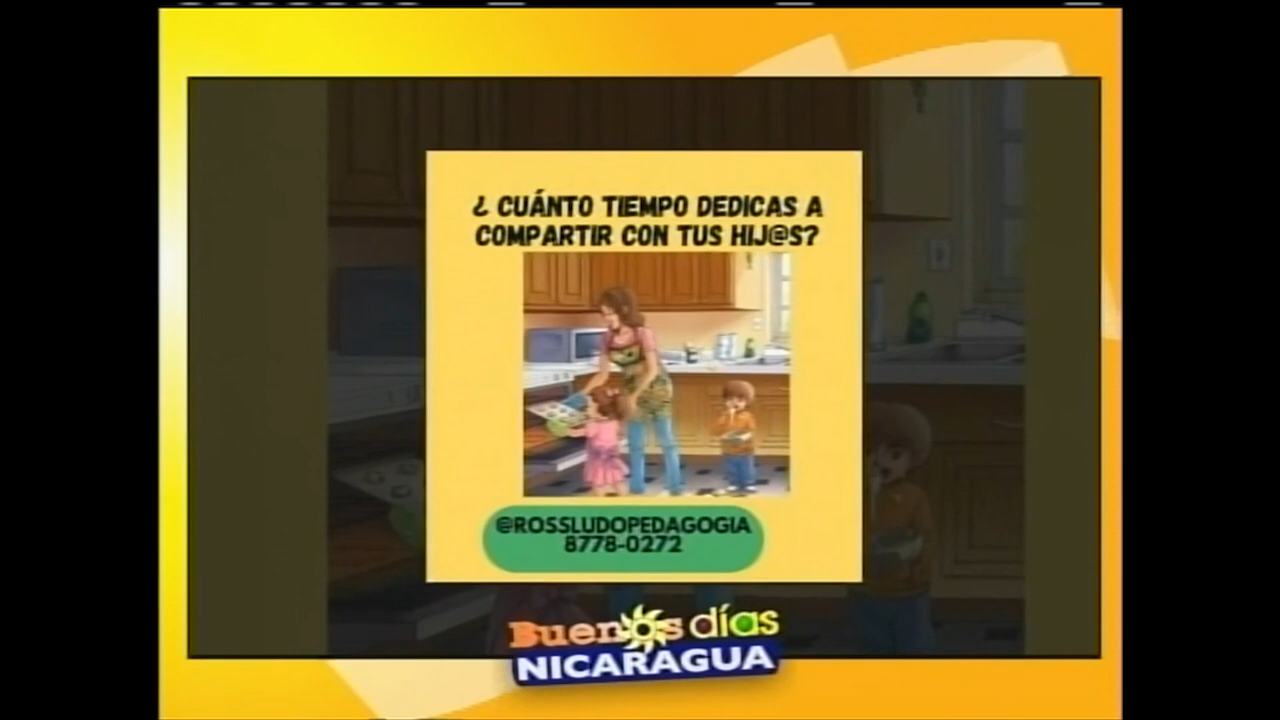 ¿ CUÁNTO TIEMPO DEDICAS A
COMPARTIR CON TUS HIJ@S?
@ROSSLUDOPEDAGOGIA
8778-0272
Buenos días
NICARAGUA